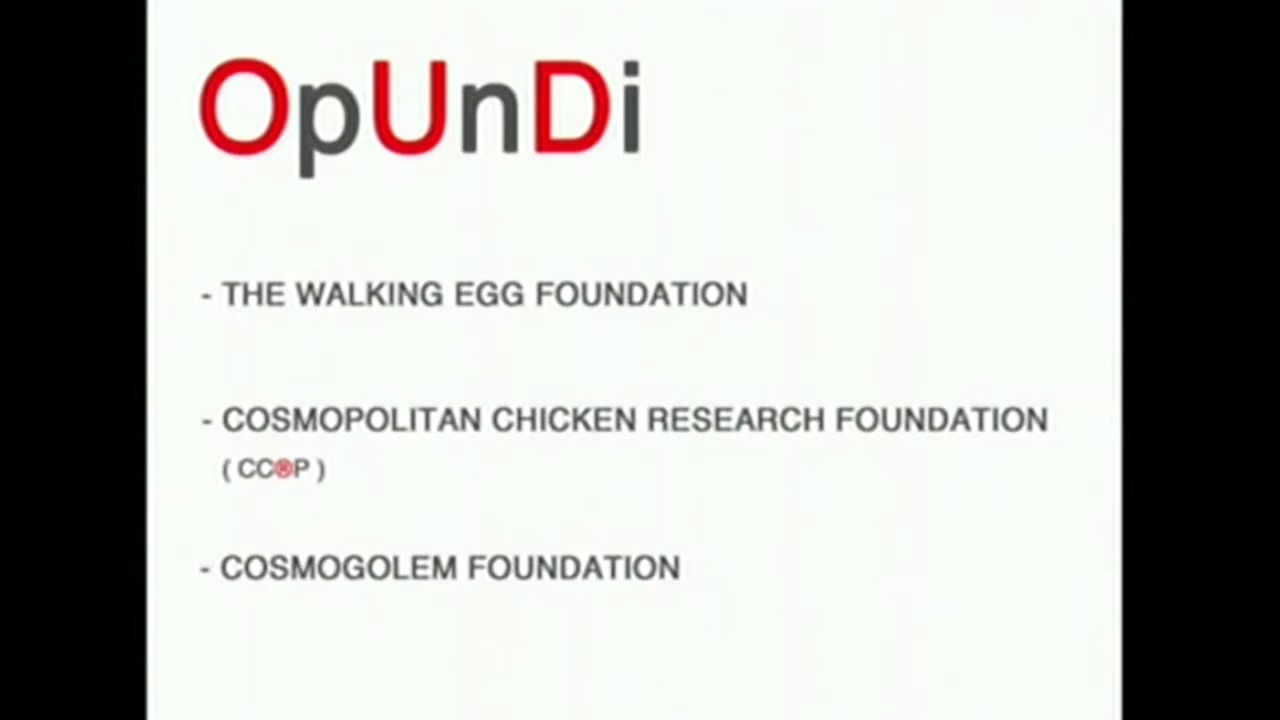 OpUnDi
- THE WALKING EGG FOUNDATION
- COSMOPOLITAN CHICKEN RESEARCH FOUNDATION
( CC®P )
- COSMOGOLEM FOUNDATION